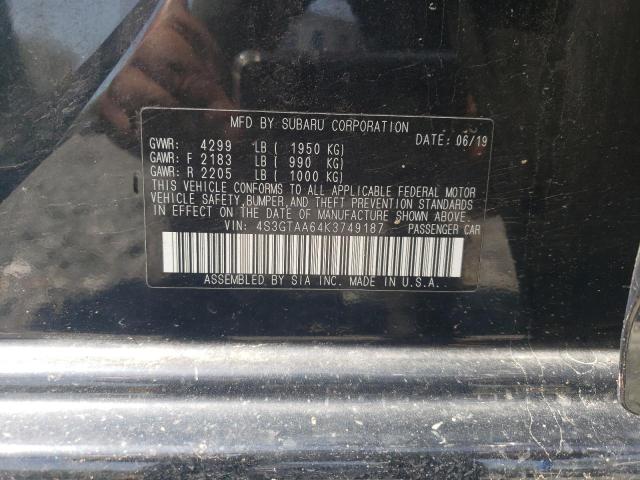 MFD BY SUBARU CORPORATION
DATE: 06/19
GVWR: 4299 LB ( 1950 KG)
GAWR: F 2183 LB ( 990 KG)
GAWR: R 2205 LB ( 1000 KG)
THIS VEHICLE CONFORMS TO ALL APPLICABLE FEDERAL MOTOR
VEHICLE SAFETY, BUMPER, AND THEFT PREVENTION STANDARDS
IN EFFECT ON THE DATE OF MANUFACTURE SHOWN ABOVE.
VIN: 4S3GTAA64K3749187 PASSENGER CAR
ASSEMBLED BY SIA INC. MADE IN U.S.A.